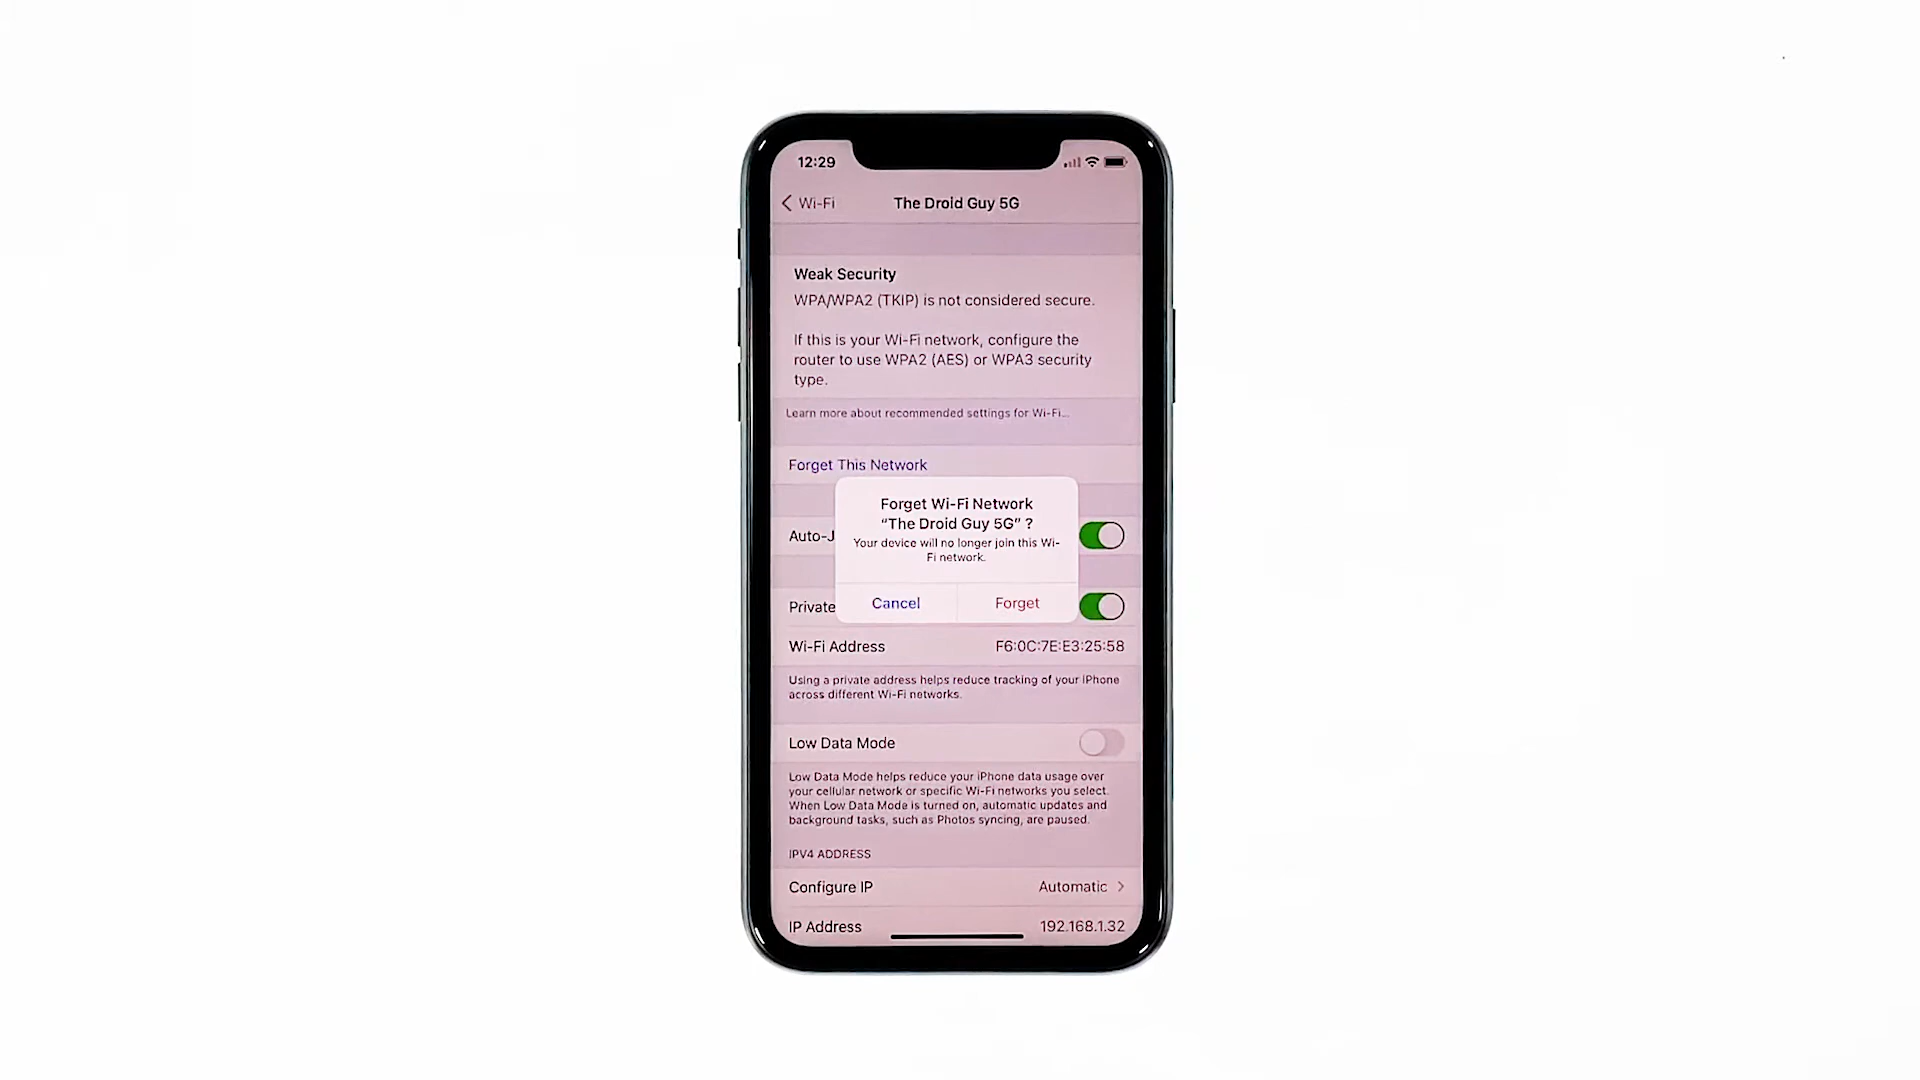 12:29
Wi-Fi
The Droid Guy 5G
Weak Security
WPA/WPA2 (TKIP) is not considered secure.
If this is your Wi-Fi network, configure the
router to use WPA2 (AES) or WPA3 security
type.
Learn more about recommended settings for Wi-Fi...
Forget This Network
Forget Wi-Fi Network
“The Droid Guy 5G” ?
Your device will no longer join this Wi-
Fi network.
Auto-J
Cancel
Forget
Private
Wi-Fi Address
F6:0C:7E:E3:25:58
Using a private address helps reduce tracking of your iPhone
across different Wi-Fi networks.
Low Data Mode
Low Data Mode helps reduce your iPhone data usage over
your cellular network or specific Wi-Fi networks you select.
When Low Data Mode is turned on, automatic updates and
background tasks, such as Photos syncing, are paused.
IPV4 ADDRESS
Configure IP
Automatic
IP Address
192.168.1.32